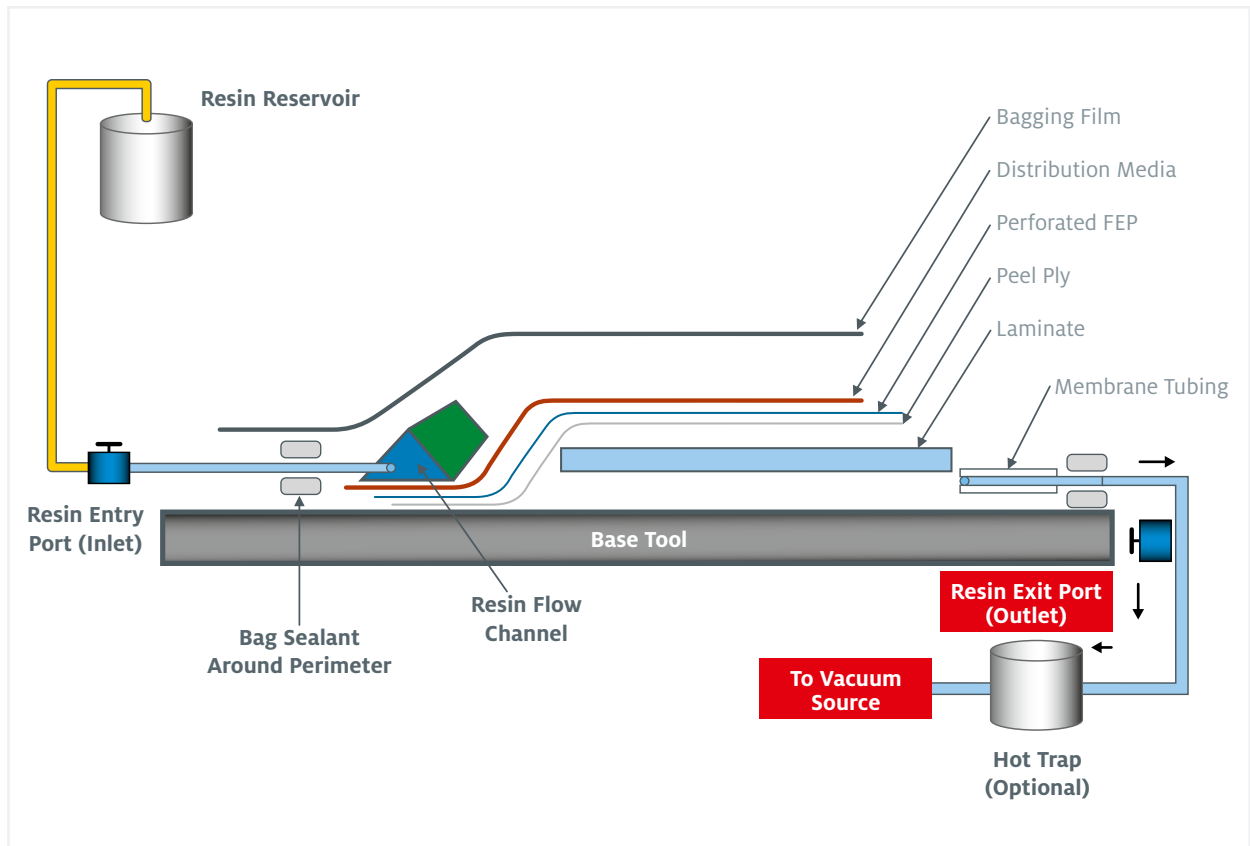 Resin Reservoir
Bagging Film
Distribution Media
Perforated FEP
Peel Ply
Laminate
Membrane Tubing
Resin Entry
Port (Inlet)
Base Tool
Resin Flow
Channel
Bag Sealant
Around Perimeter
Resin Exit Port
(Outlet)
To Vacuum
Source
Hot Trap
(Optional)